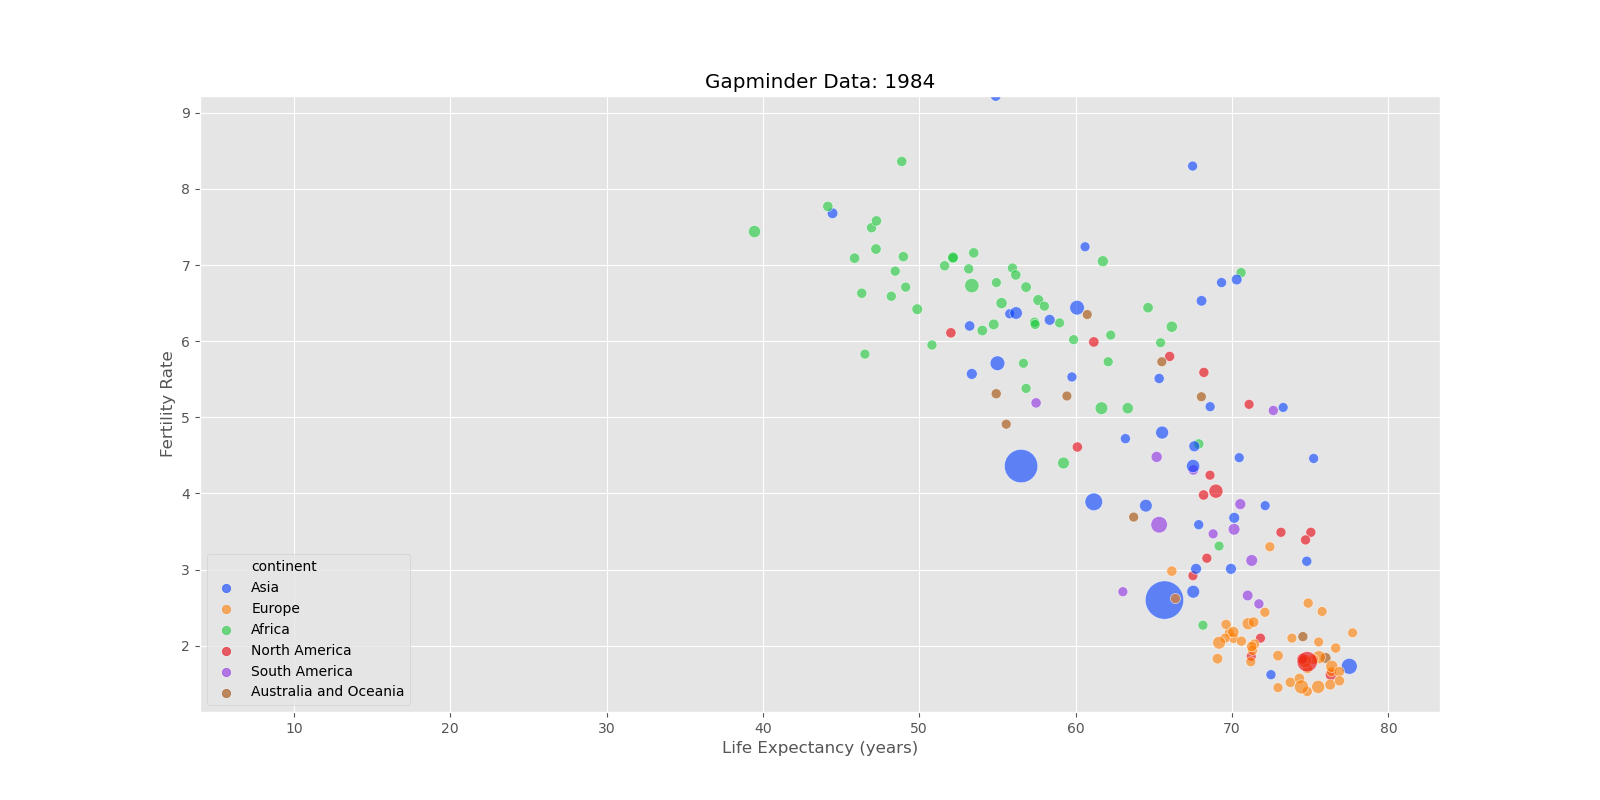 Gapminder Data: 1984
9
8
7
6
5
4
3
2
Fertility Rate
continent
Asia
Europe
Africa
North America
South America
Australia and Oceania
10 20 30 40 50 60 70 80
Life Expectancy (years)